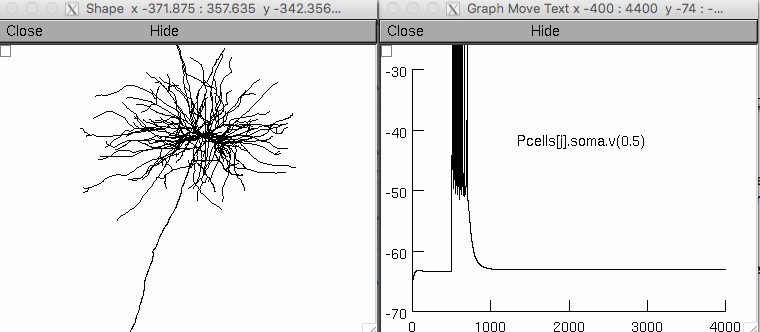 Shape x -371.875 : 357.635 y -342.356...
Close Hide
Graph Move Text x -400 : 4400 y -74 : -...
Close Hide
-30
-40
Pcells[j].soma.v(0.5)
-50
-60
-70
0 1000 2000 3000 4000